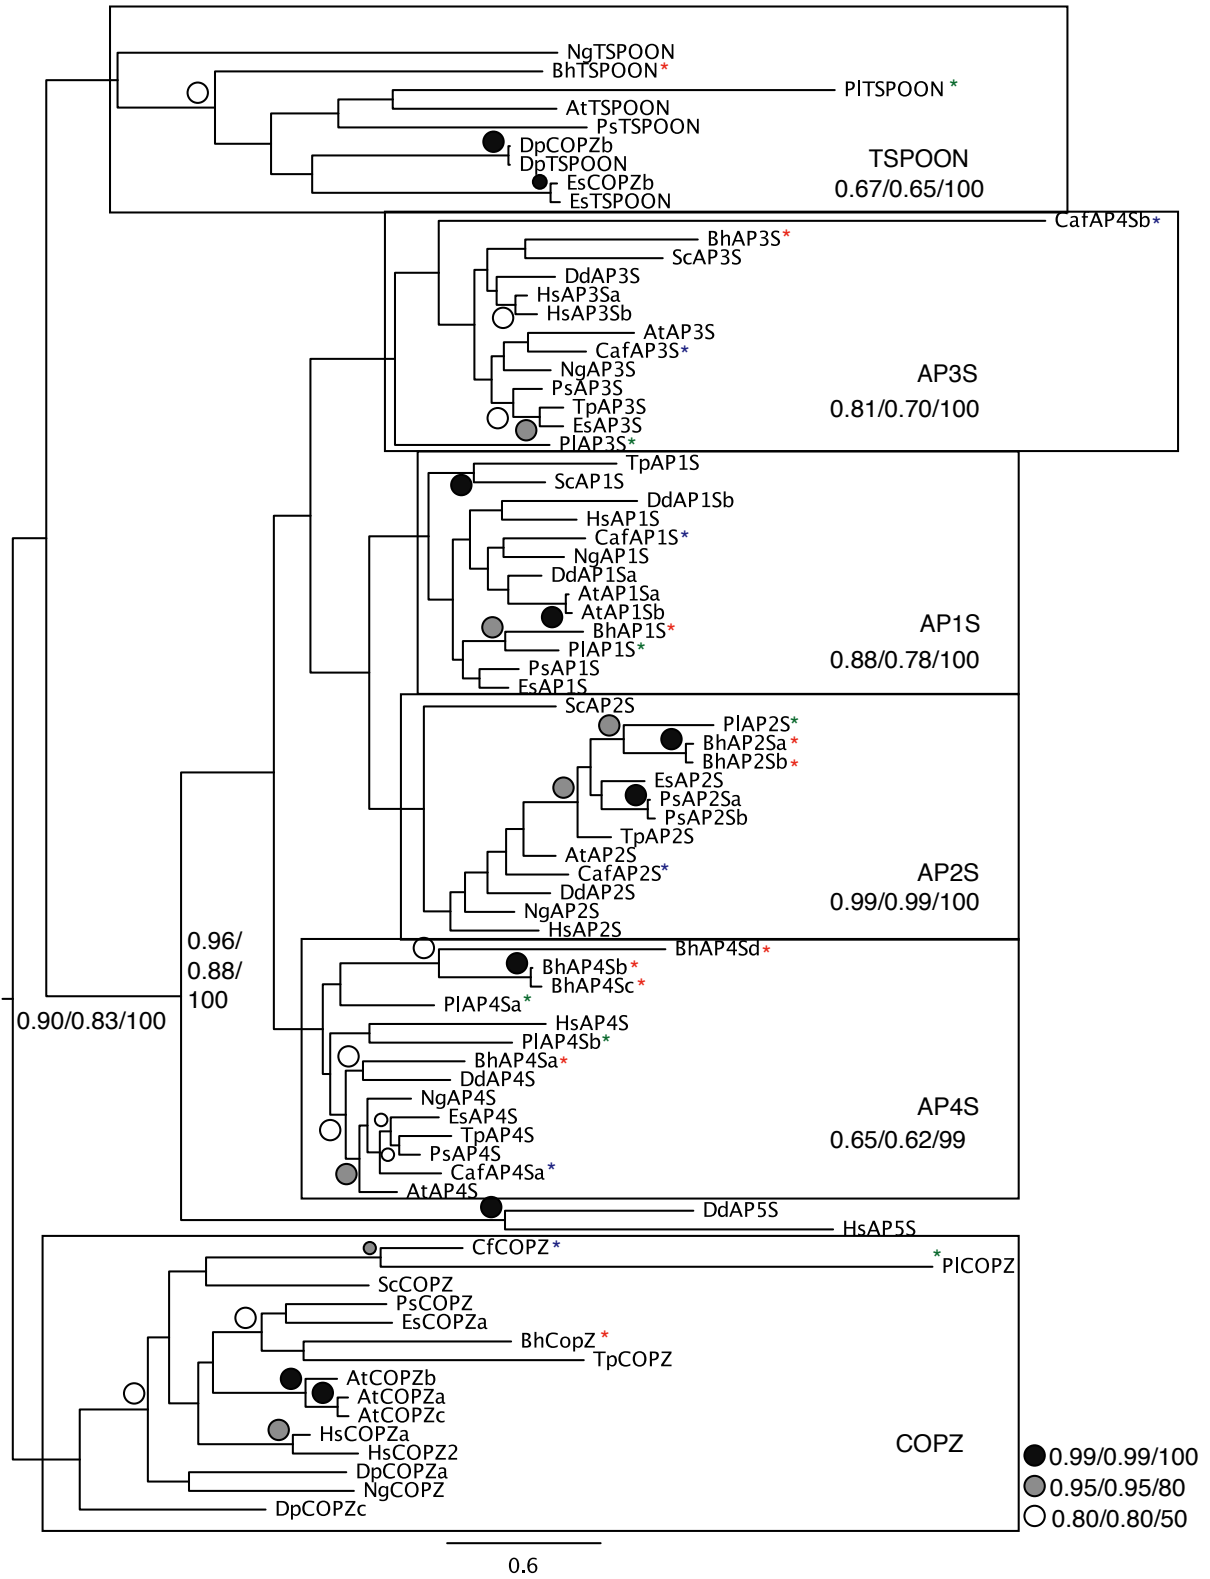 NgTSPOON
BhTSPOON*
PlTSPOON *
AtTSPOON
PsTSPOON
DpCOPZb
DpTSPOON
EsCOPZb
EsTSPOON
TSPOON
0.67/0.65/100
CafAP4Sb*
BhAP3S*
ScAP3S
DdAP3S
HsAP3Sa
HsAP3Sb
AtAP3S
CafAP3S*
NgAP3S
PsAP3S
TpAP3S
EsAP3S
PlAP3S*
AP3S
0.81/0.70/100
TpAP1S
ScAP1S
DdAP1Sb
HsAP1S
CafAP1S*
NgAP1S
DdAP1Sa
AtAP1Sa
AtAP1Sb
BhAP1S*
PlAP1S*
PsAP1S
EsAP1S
AP1S
0.88/0.78/100
ScAP2S
PlAP2S*
BhAP2Sa*
BhAP2Sb*
EsAP2S
PsAP2Sa
PsAP2Sb
TpAP2S
AtAP2S
CafAP2S*
DdAP2S
NgAP2S
HsAP2S
AP2S
0.99/0.99/100
0.96/
0.88/
100
0.90/0.83/100
BhAP4Sd*
BhAP4Sb*
BhAP4Sc*
PlAP4Sa*
HsAP4S
PlAP4Sb*
BhAP4Sa*
DdAP4S
NgAP4S
EsAP4S
TpAP4S
PsAP4S
CafAP4Sa*
AtAP4S
AP4S
0.65/0.62/99
DdAP5S
HsAP5S
CfCOPZ*
*PlCOPZ
ScCOPZ
PsCOPZ
EsCOPZa
BhCopZ*
TpCOPZ
AtCOPZb
AtCOPZa
AtCOPZc
HsCOPZa
HsCOPZ2
DpCOPZa
NgCOPZ
DpCOPZc
COPZ
0.99/0.99/100
0.95/0.95/80
0.80/0.80/50
0.6